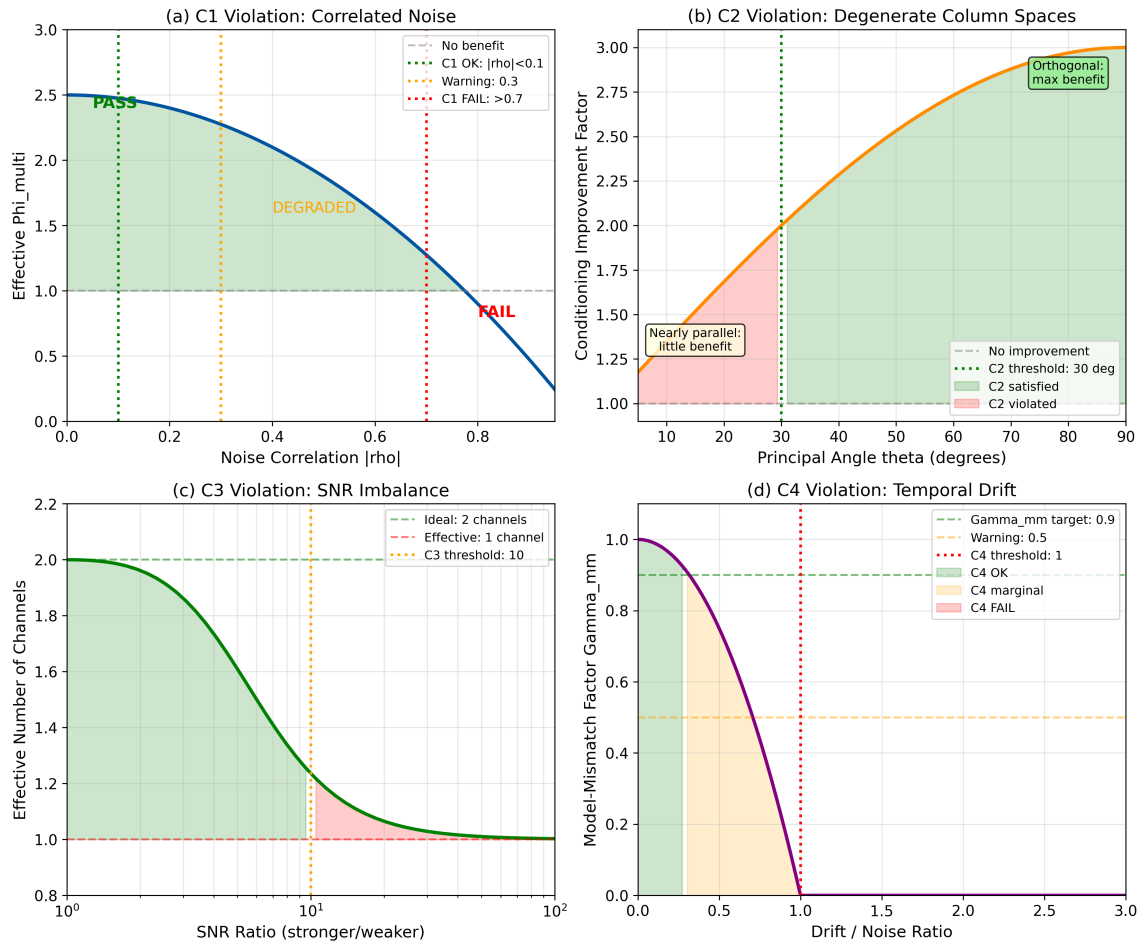 (a) C1 Violation: Correlated Noise
3.0
2.5
2.0
1.5
1.0
0.5
0.0
Effective Phi_multi
No benefit
C1 OK: |rho|<0.1
Warning: 0.3
C1 FAIL: >0.7
PASS
DEGRADED
FAIL
0.0 0.2 0.4 0.6 0.8
Noise Correlation |rho|
(b) C2 Violation: Degenerate Column Spaces
3.00
2.75
2.50
2.25
2.00
1.75
1.50
1.25
1.00
Conditioning Improvement Factor
Orthogonal:
max benefit
Nearly parallel:
little benefit
No improvement
C2 threshold: 30 deg
C2 satisfied
C2 violated
10 20 30 40 50 60 70 80 90
Principal Angle theta (degrees)
(c) C3 Violation: SNR Imbalance
2.2
2.0
1.8
1.6
1.4
1.2
1.0
0.8
Effective Number of Channels
Ideal: 2 channels
Effective: 1 channel
C3 threshold: 10
10⁰ 10¹ 10²
SNR Ratio (stronger/weaker)
(d) C4 Violation: Temporal Drift
1.0
0.8
0.6
0.4
0.2
0.0
Model-Mismatch Factor Gamma_mm
Gamma_mm target: 0.9
Warning: 0.5
C4 threshold: 1
C4 OK
C4 marginal
C4 FAIL
0.0 0.5 1.0 1.5 2.0 2.5 3.0
Drift / Noise Ratio